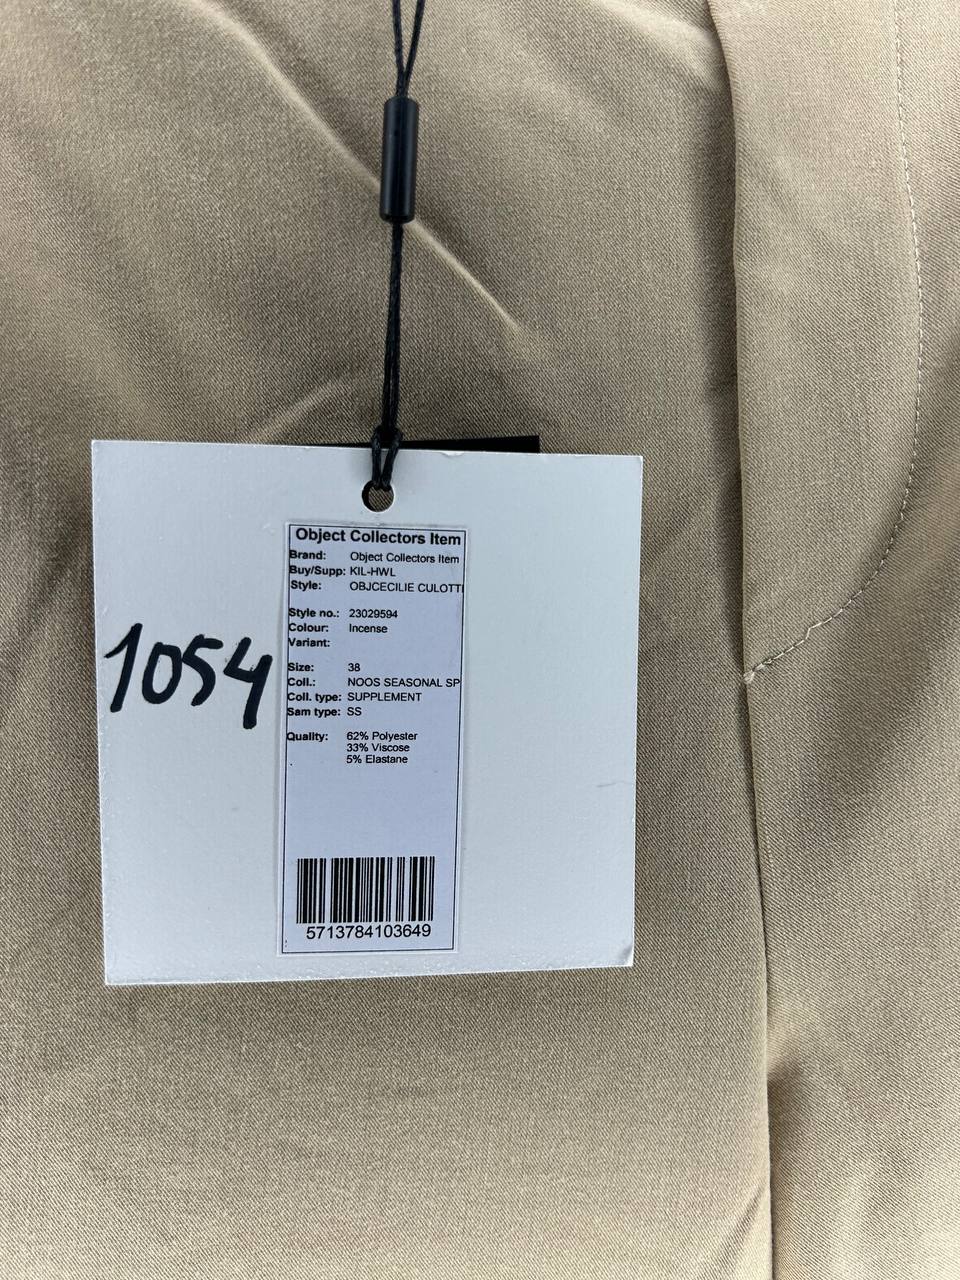 Object Collectors Item
Brand: Object Collectors Item
Buy/Supp: KIL-HWL
Style: OBJCECILIE CULOTTI
Style no.: 23029594
Colour: Incense
Variant:
1054
Size: 38
Coll.: NOOS SEASONAL SP
Coll. type: SUPPLEMENT
Sam type: SS
Quality: 62% Polyester
33% Viscose
5% Elastane
5713784103649